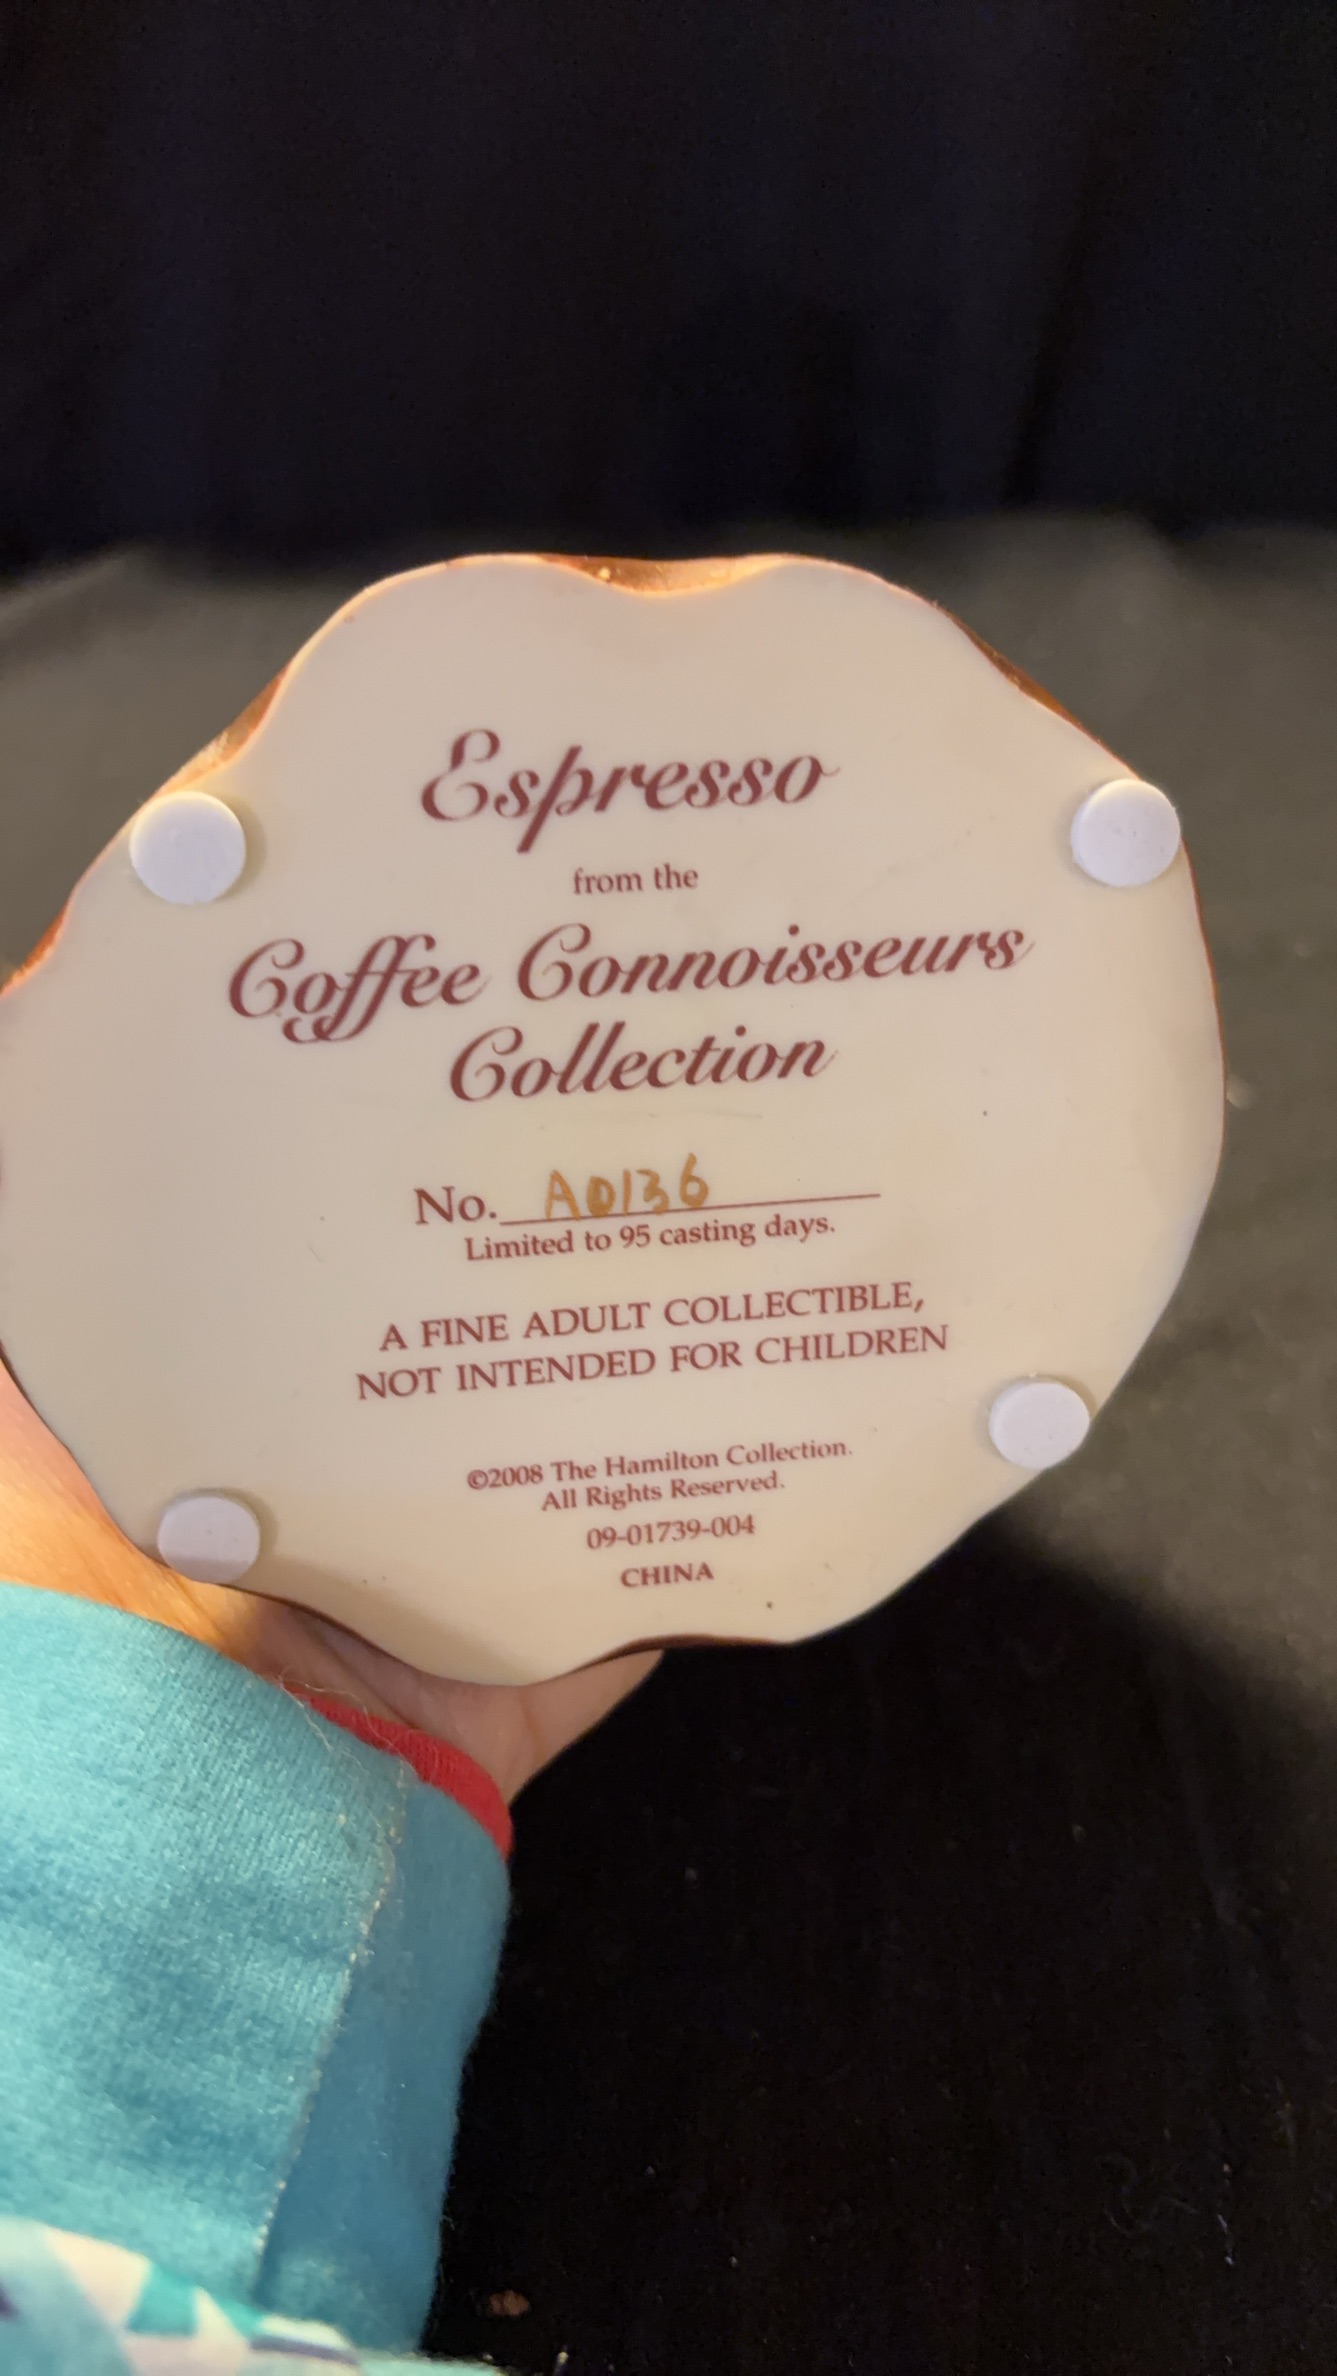 Espresso
from the
Coffee Connoisseurs
Collection
No. A0136
Limited to 95 casting days.
A FINE ADULT COLLECTIBLE,
NOT INTENDED FOR CHILDREN
©2008 The Hamilton Collection.
All Rights Reserved.
09-01739-004
CHINA